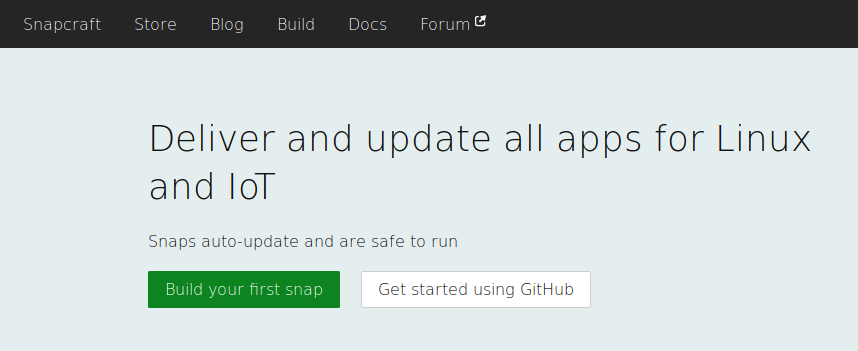 Snapcraft Store Blog Build Docs Forum
Deliver and update all apps for Linux
and IoT
Snaps auto-update and are safe to run
Build your first snap Get started using GitHub